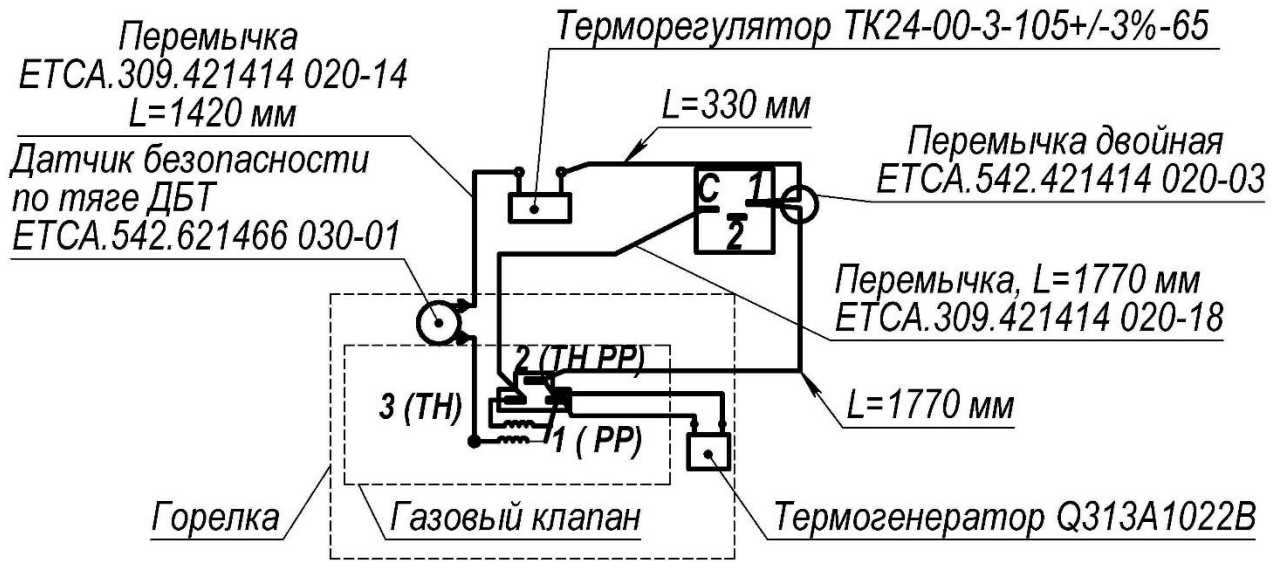 Перемычка
ЕТСА.309.421414 020-14
L=1420 мм
Терморегулятор ТК24-00-3-105+/-3%-65
L=330 мм
Перемычка двойная
ЕТСА.542.421414 020-03
Датчик безопасности
по тяге ДБТ
ЕТСА.542.621466 030-01
С 1
2
Перемычка, L=1770 мм
ЕТСА.309.421414 020-18
2 (ТН РР)
3 (ТН)
1 ( РР)
L=1770 мм
Горелка
Газовый клапан
Термогенератор Q313A1022B